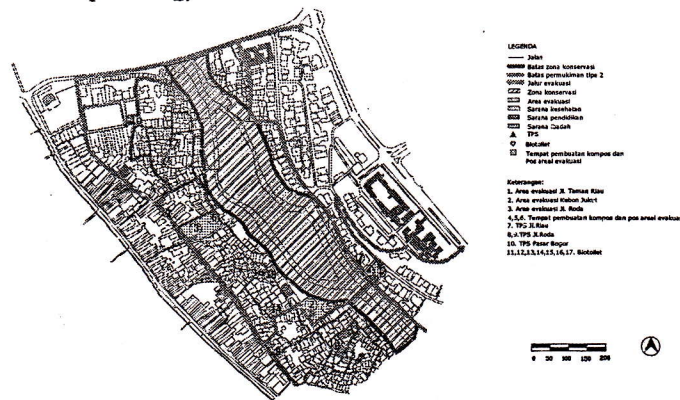 LEGENDA
Jalan
Batas zona konservasi
Batas permukiman tipe 2
Jalur evakuasi
Zona konservasi
Area evakuasi
Sarana kesehatan
Sarana pendidikan
Sarana Ibadah
TPS
Biotoilet
Tempat pembuatan kompos dan
Pos areal evakuasi
Keterangan:
1. Area evakuasi Jl. Taman Riau
2. Area evakuasi Kebon Jukut
3. Area evakuasi Jl. Roda
4,5,6. Tempat pembuatan kompos dan pos areal evakuasi
7. TPS Jl.Riau
8,9.TPS Jl.Roda
10. TPS Pasar Bogor
11,12,13,14,15,16,17. Biotoilet
0 50 100 150 200